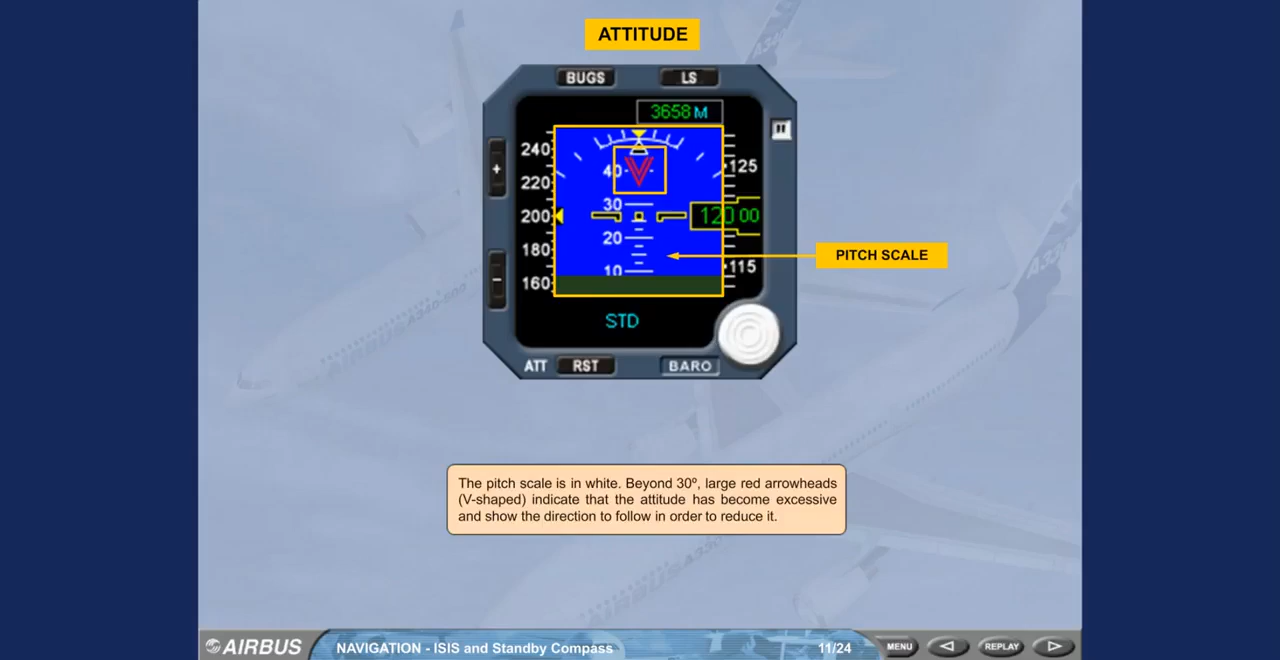 ATTITUDE
BUGS LS
3658 M
240
220
200
180
160
40
30
20
10
125
120 00
115
PITCH SCALE
STD
ATT RST BARO
The pitch scale is in white. Beyond 30º, large red arrowheads
(V-shaped) indicate that the attitude has become excessive
and show the direction to follow in order to reduce it.
AIRBUS NAVIGATION - ISIS and Standby Compass 11/24 MENU REPLAY